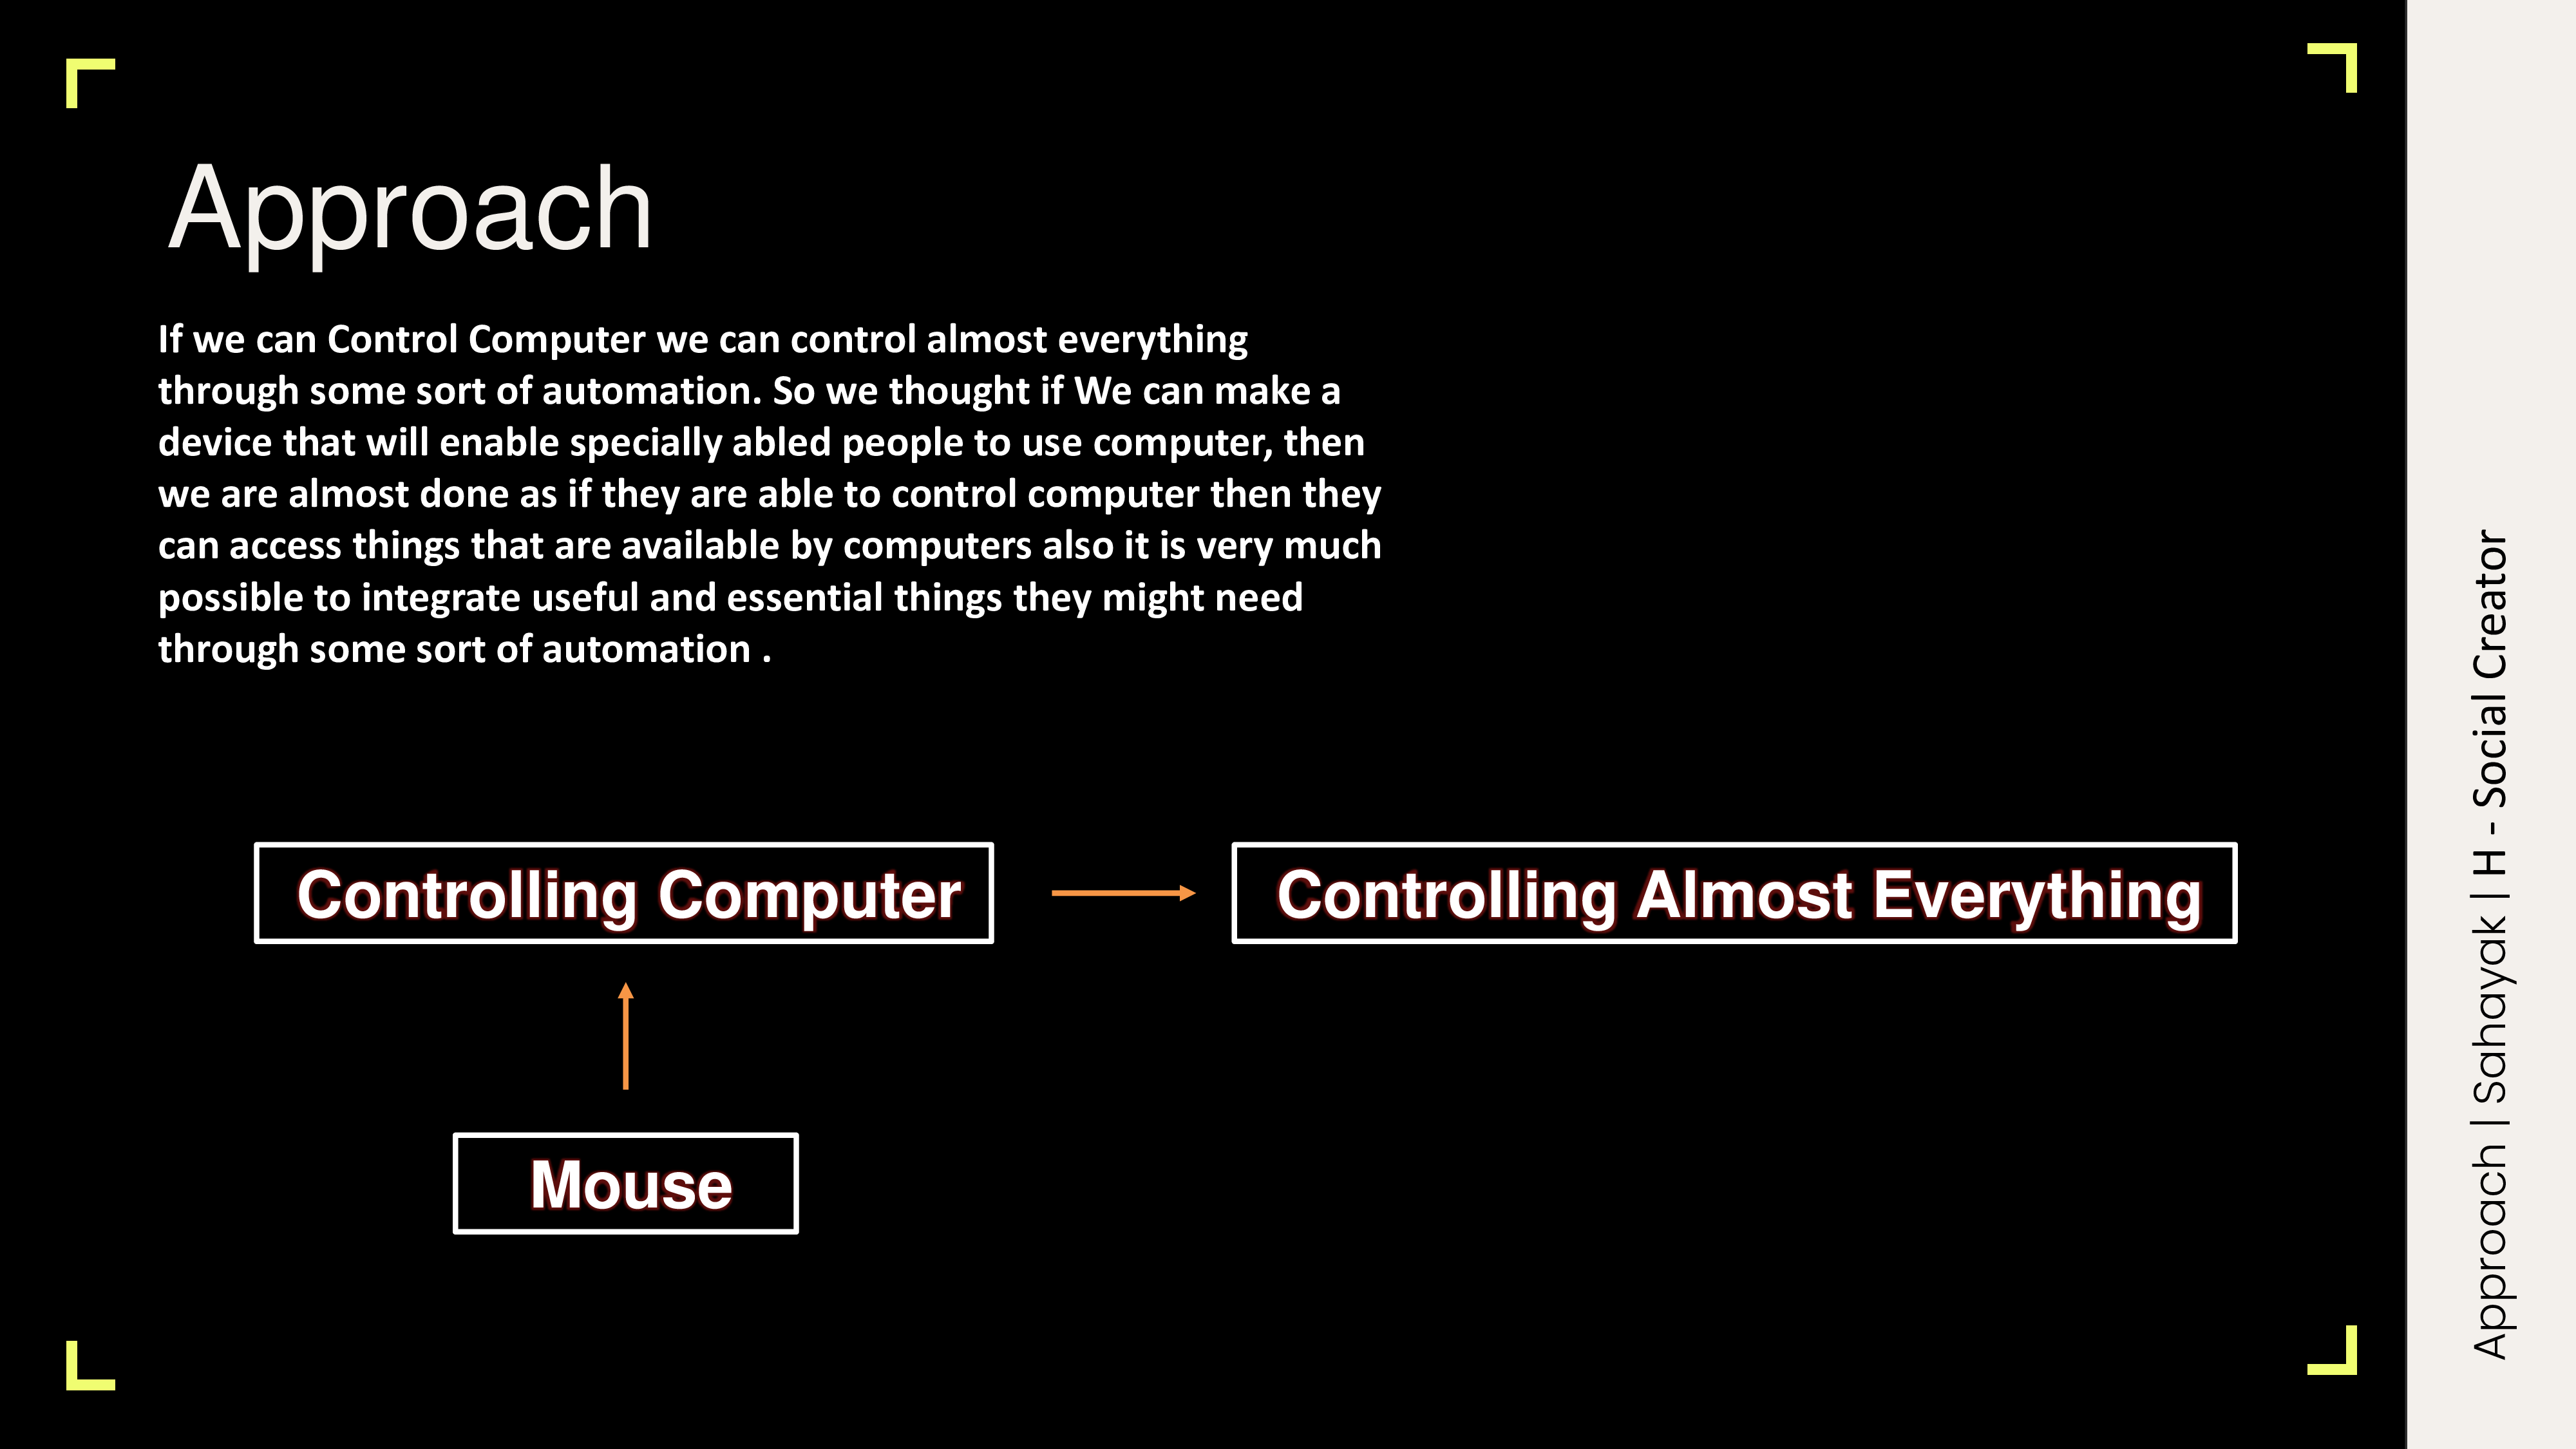 Approach
If we can Control Computer we can control almost everything
through some sort of automation. So we thought if We can make a
device that will enable specially abled people to use computer, then
we are almost done as if they are able to control computer then they
can access things that are available by computers also it is very much
possible to integrate useful and essential things they might need
through some sort of automation .
Controlling Computer
Controlling Almost Everything
Mouse
Approach | Sahayak | H - Social Creator